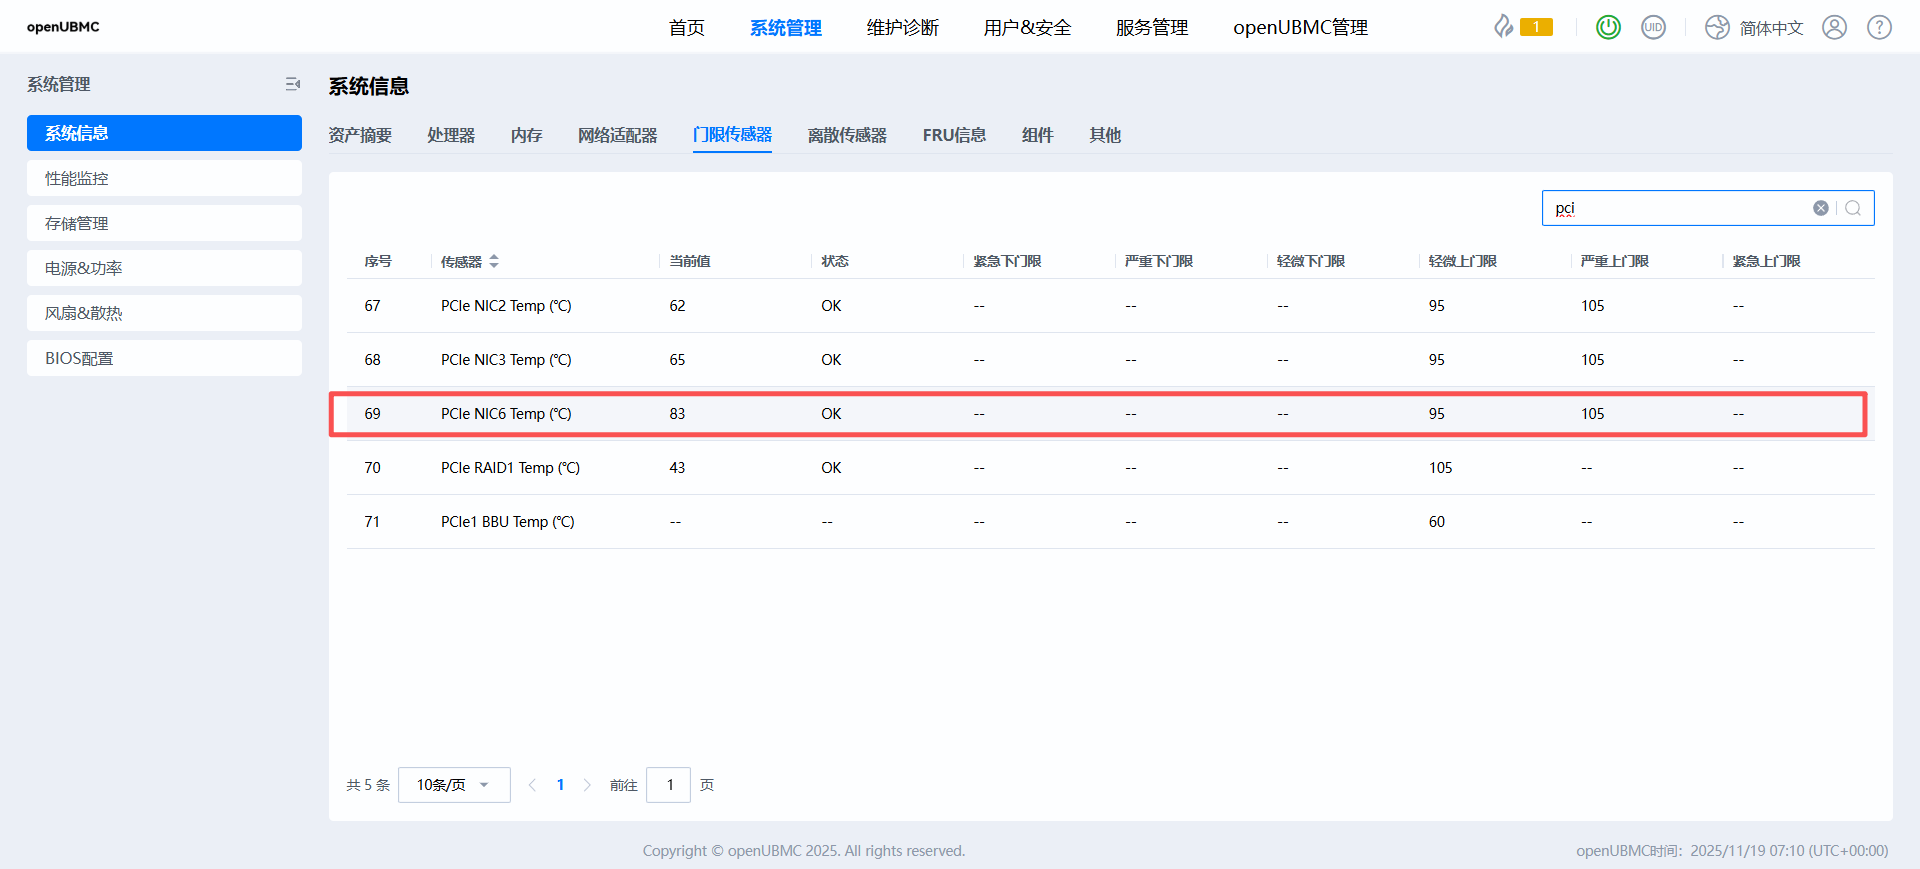 openUBMC 首页 系统管理 维护诊断 用户&安全 服务管理 openUBMC管理 1 UID 简体中文 ?
系统管理
系统信息
性能监控
存储管理
电源&功率
风扇&散热
BIOS配置
系统信息
资产摘要 处理器 内存 网络适配器 门限传感器 离散传感器 FRU信息 组件 其他
pci
序号 传感器 当前值 状态 紧急下门限 严重下门限 轻微下门限 轻微上门限 严重上门限 紧急上门限
67 PCIe NIC2 Temp (℃) 62 OK -- -- -- 95 105 --
68 PCIe NIC3 Temp (℃) 65 OK -- -- -- 95 105 --
69 PCIe NIC6 Temp (℃) 83 OK -- -- -- 95 105 --
70 PCIe RAID1 Temp (℃) 43 OK -- -- -- 105 -- --
71 PCIe1 BBU Temp (℃) -- -- -- -- -- 60 -- --
共 5 条 10条/页 1 前往 1 页
Copyright © openUBMC 2025. All rights reserved.
openUBMC时间： 2025/11/19 07:10 (UTC+00:00)